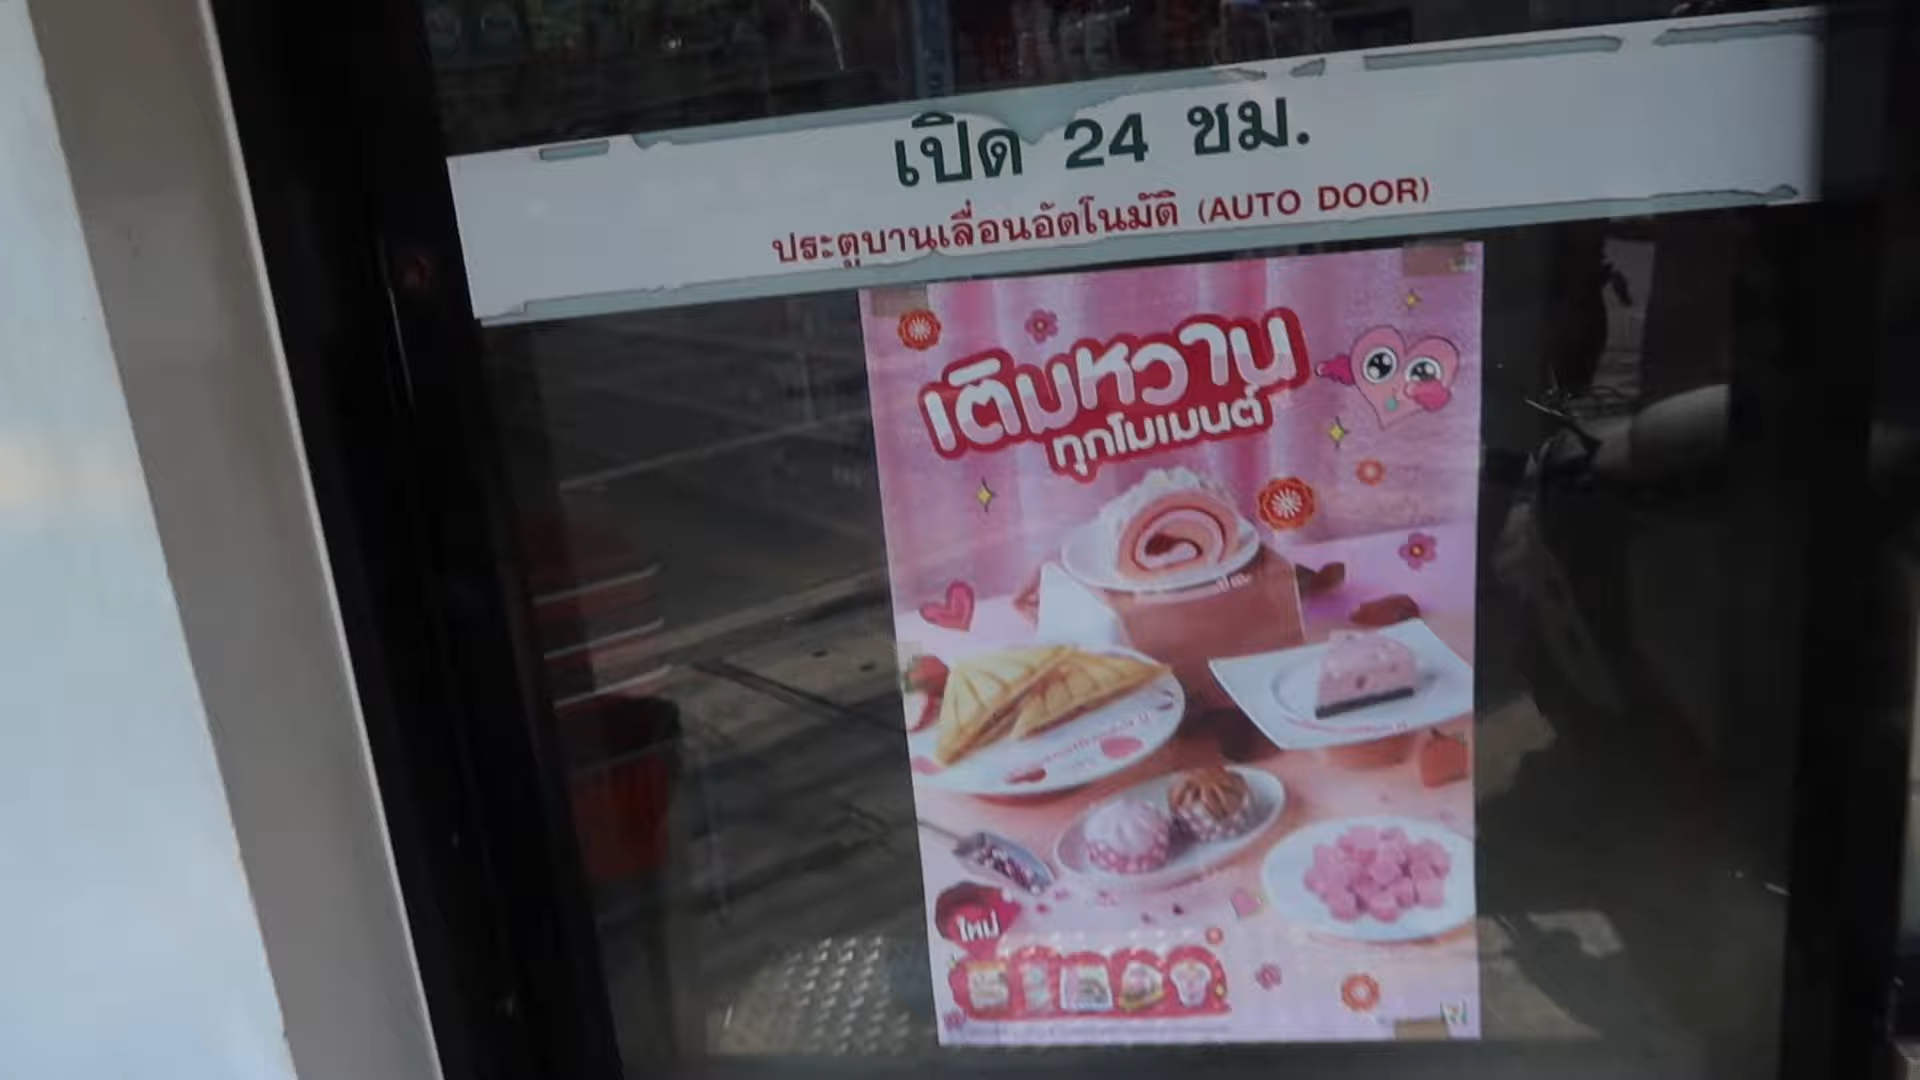 เปิด 24 ชม.
ประตูบานเลื่อนอัตโนมัติ (AUTO DOOR)
เติมหวาน
ทุกโมเมนต์
ใหม่